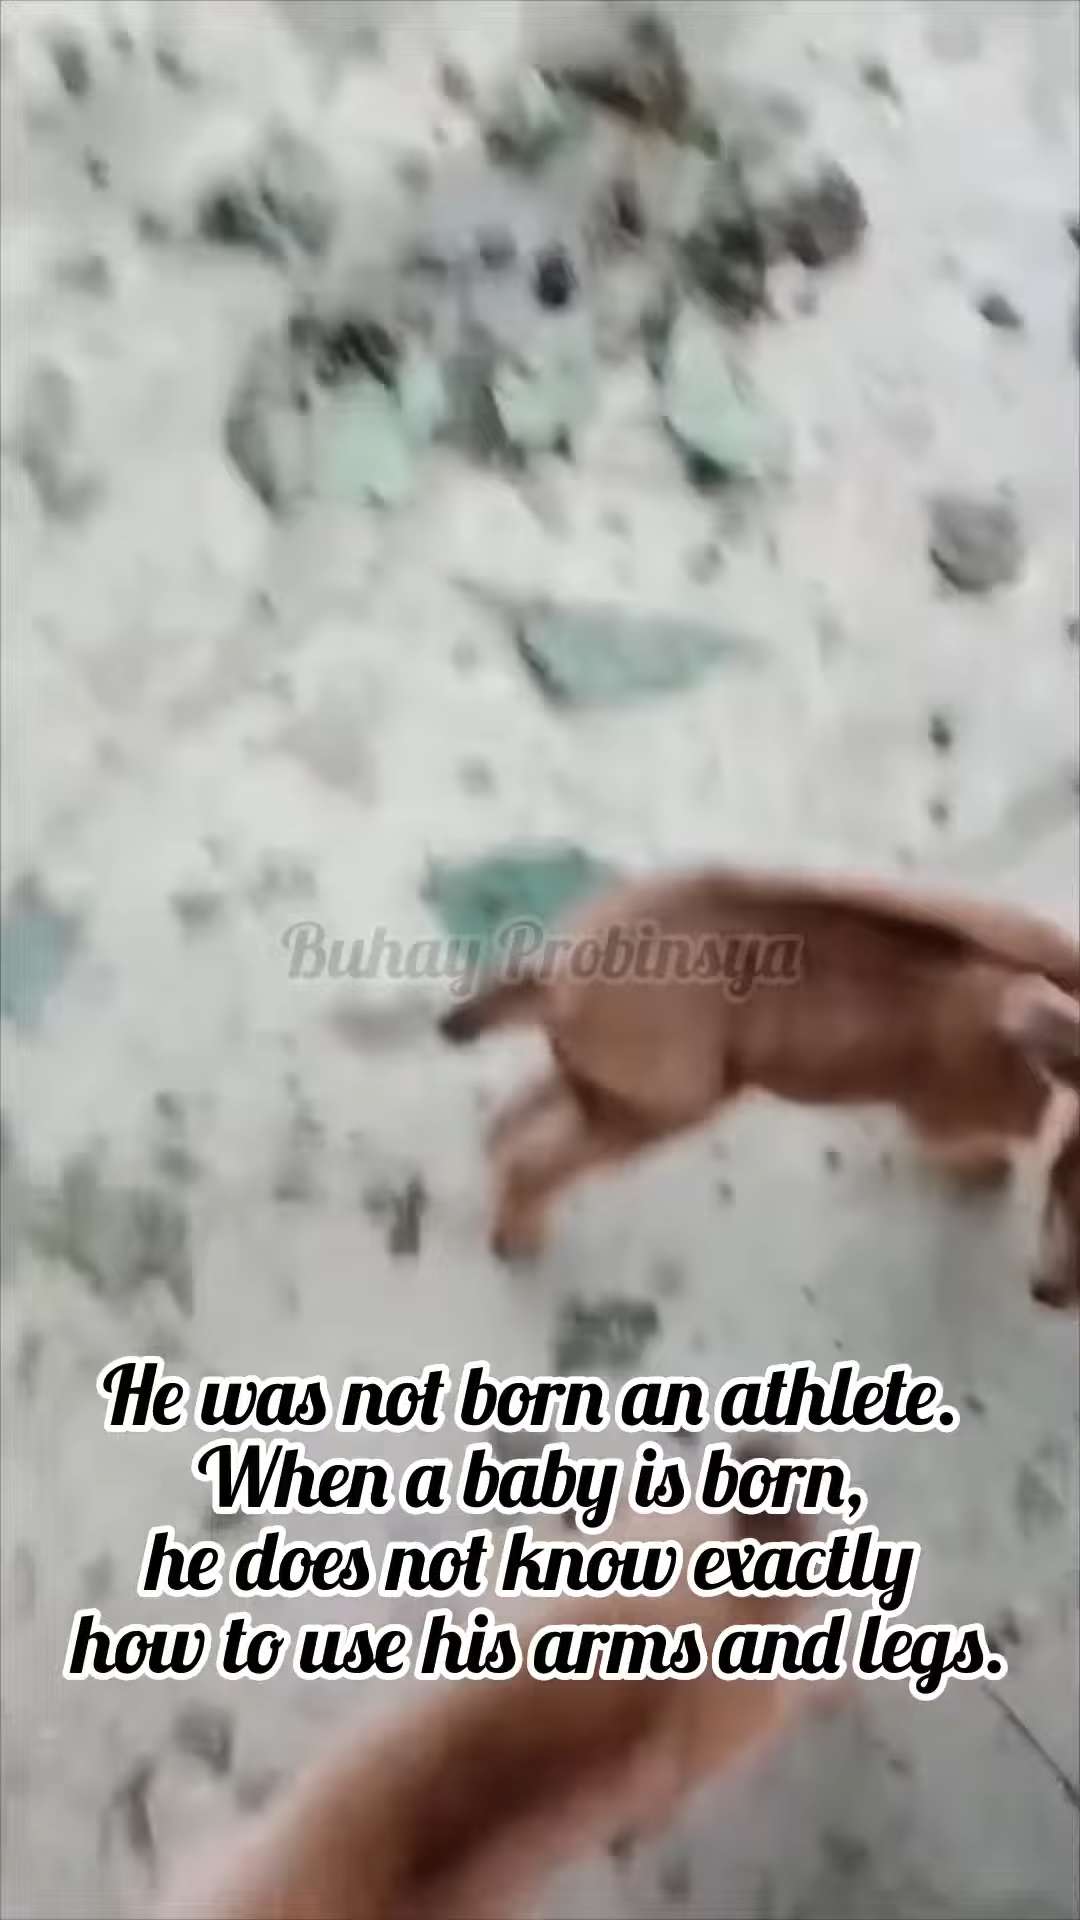 Buhay Probinsya
He was not born an athlete.
When a baby is born,
he does not know exactly
how to use his arms and legs.